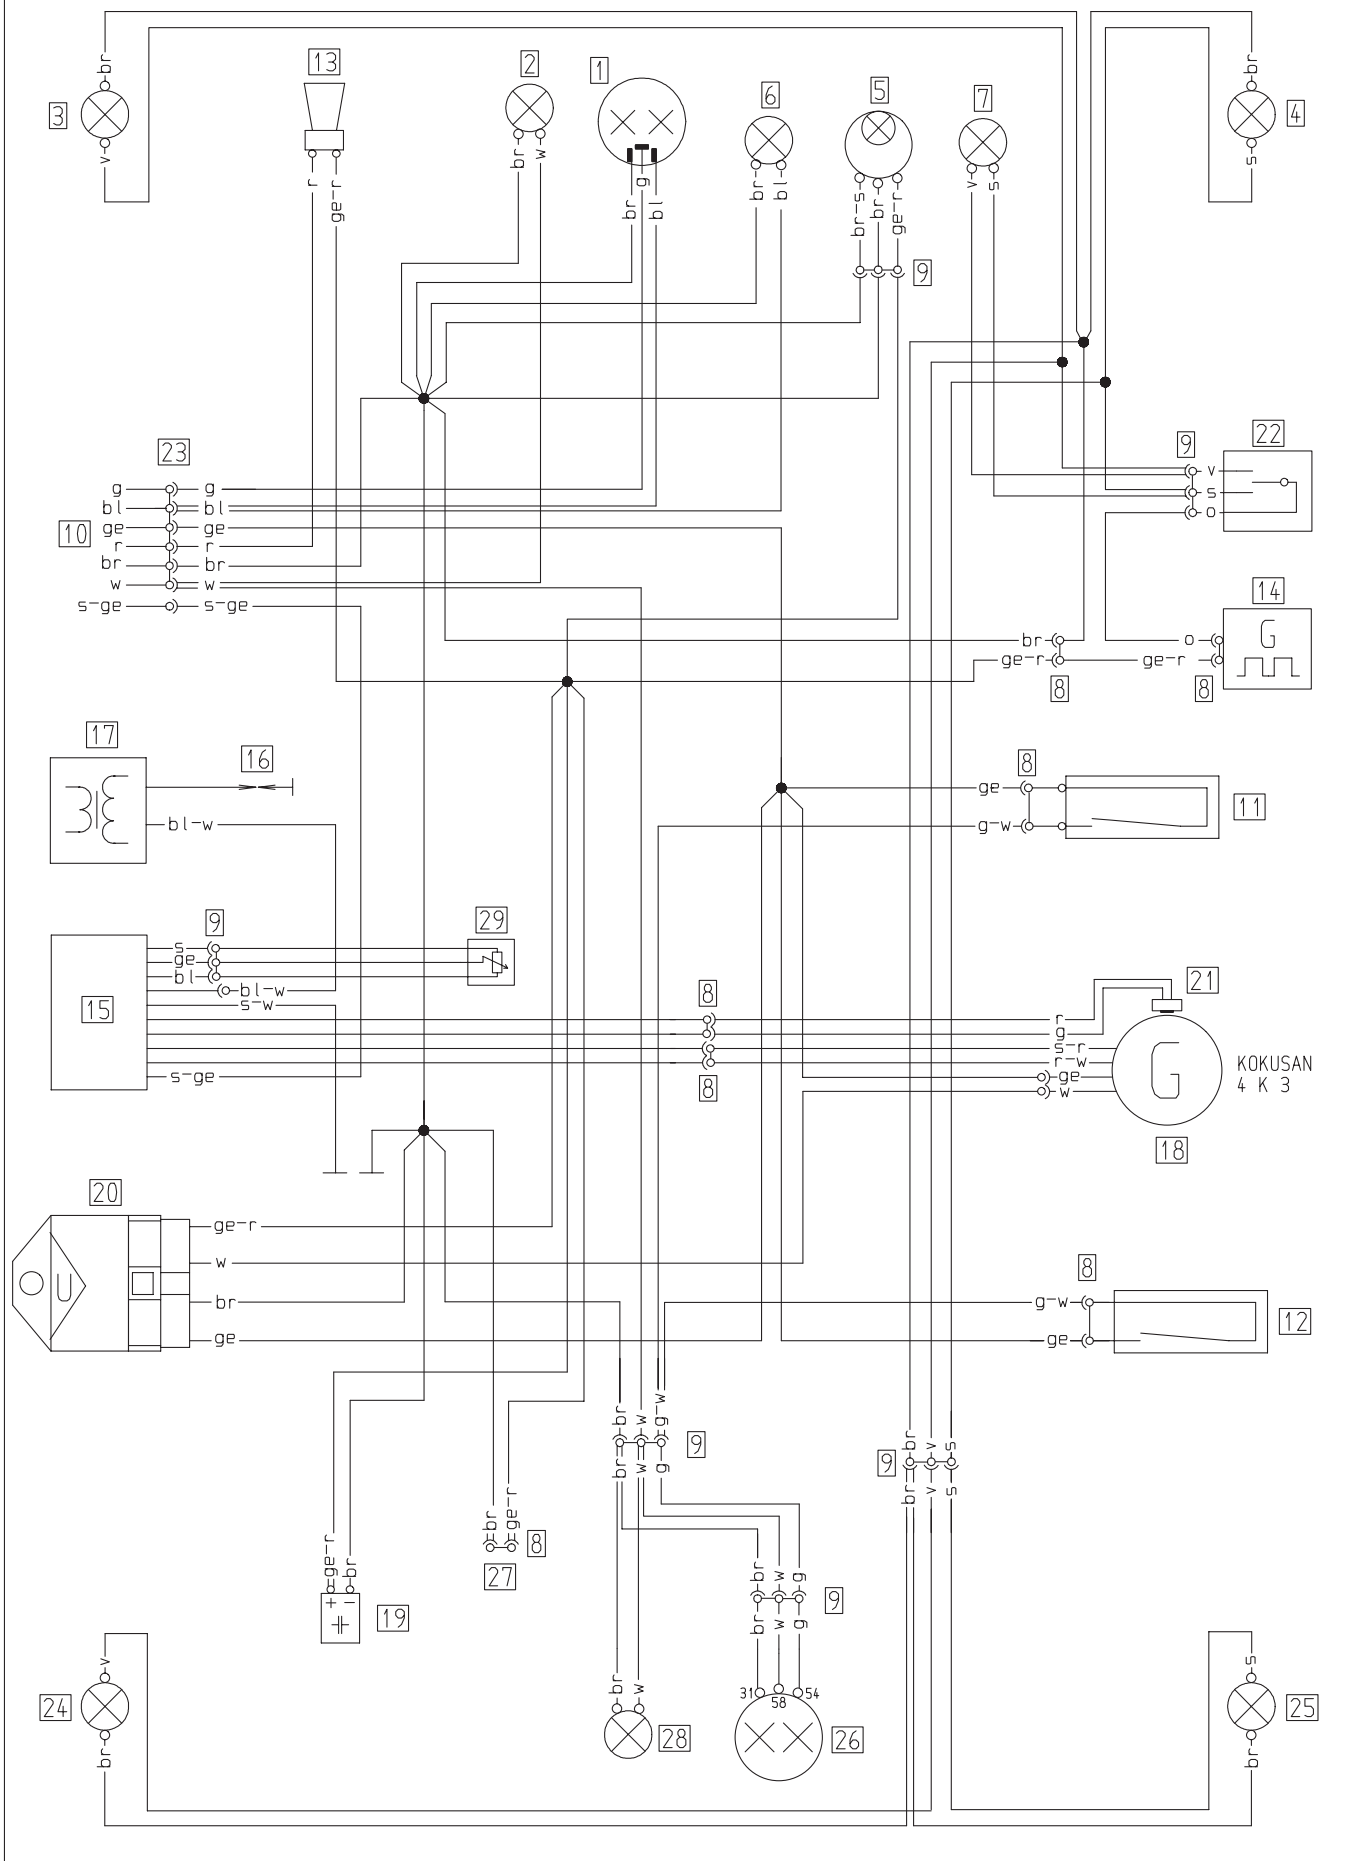 br
13
2
1
6
5
7
br
3
4
v
s
r
ge-r
br
w
br
g
bl
br
bl
br-s
br
ge-r
v
s
9
23
9
22
g
g
bl
bl
10
ge
ge
r
r
br
br
w
w
s-ge
s-ge
v
s
o
14
G
br
o
ge-r
ge-r
8
8
17
16
8
bl-w
ge
g-w
11
9
29
s
ge
bl
bl-w
s-w
15
8
21
r
g
s-r
r-w
s-ge
8
ge
w
G
KOKUSAN
4 K 3
18
20
ge-r
w
U
br
ge
8
g-w
12
ge
br
w
g-w
9
br
w
g
br
v
s
9
br
v
s
br
ge-r
8
27
ge-r
br
+ −
19
br
w
g
9
br
w
g
v
s
br
w
31
58
54
24
28
26
25
br
br